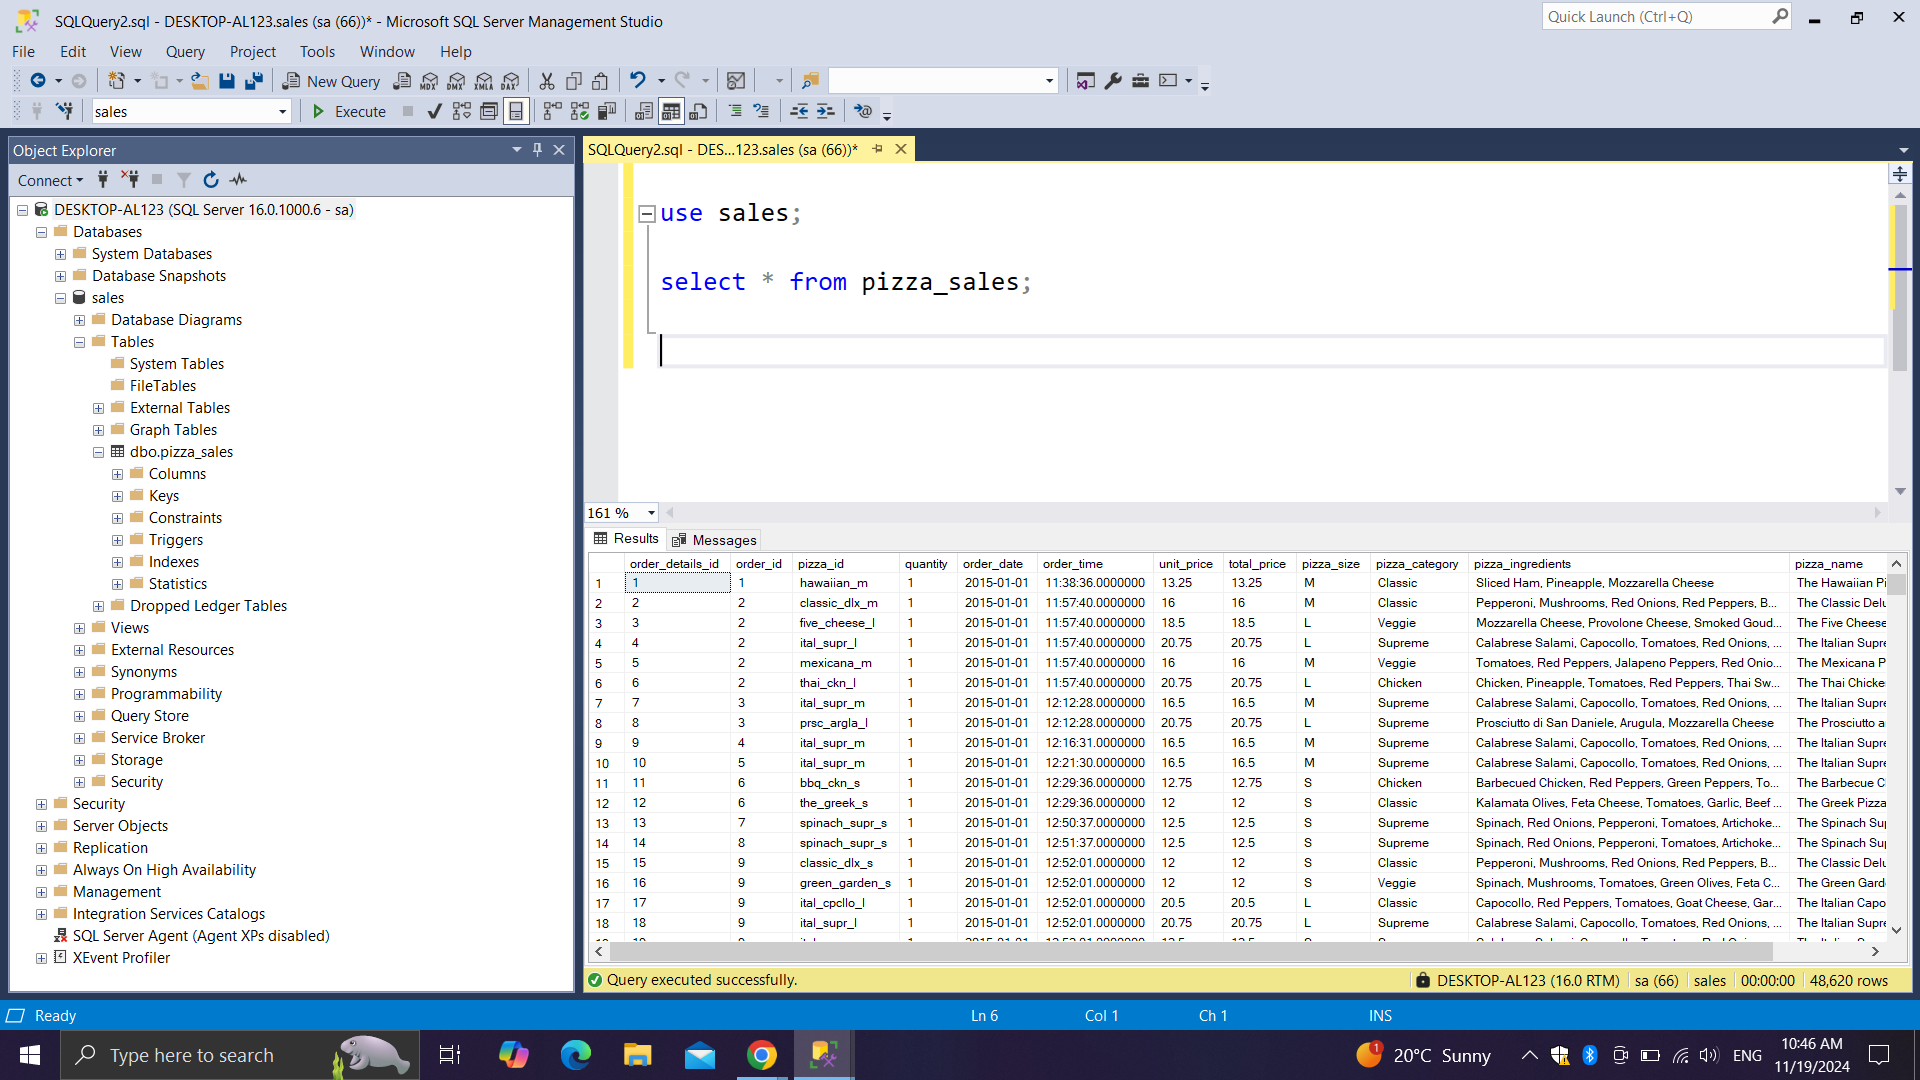 SQLQuery2.sql - DESKTOP-AL123.sales (sa (66))* - Microsoft SQL Server Management Studio
Quick Launch (Ctrl+Q)
File Edit View Query Project Tools Window Help
New Query MDX DMX XMLA DAX
sales Execute
Object Explorer
Connect
DESKTOP-AL123 (SQL Server 16.0.1000.6 - sa)
Databases
System Databases
Database Snapshots
sales
Database Diagrams
Tables
System Tables
FileTables
External Tables
Graph Tables
dbo.pizza_sales
Columns
Keys
Constraints
Triggers
Indexes
Statistics
Dropped Ledger Tables
Views
External Resources
Synonyms
Programmability
Query Store
Service Broker
Storage
Security
Security
Server Objects
Replication
Always On High Availability
Management
Integration Services Catalogs
SQL Server Agent (Agent XPs disabled)
XEvent Profiler
SQLQuery2.sql - DES...123.sales (sa (66))*
use sales;
select * from pizza_sales;
161 %
Results Messages
order_details_id order_id pizza_id quantity order_date order_time unit_price total_price pizza_size pizza_category pizza_ingredients pizza_name
1 1 1 hawaiian_m 1 2015-01-01 11:38:36.0000000 13.25 13.25 M Classic Sliced Ham, Pineapple, Mozzarella Cheese The Hawaiian Pi
2 2 2 classic_dlx_m 1 2015-01-01 11:57:40.0000000 16 16 M Classic Pepperoni, Mushrooms, Red Onions, Red Peppers, B... The Classic Delu
3 3 2 five_cheese_l 1 2015-01-01 11:57:40.0000000 18.5 18.5 L Veggie Mozzarella Cheese, Provolone Cheese, Smoked Goud... The Five Cheese
4 4 2 ital_supr_l 1 2015-01-01 11:57:40.0000000 20.75 20.75 L Supreme Calabrese Salami, Capocollo, Tomatoes, Red Onions, ... The Italian Supre
5 5 2 mexicana_m 1 2015-01-01 11:57:40.0000000 16 16 M Veggie Tomatoes, Red Peppers, Jalapeno Peppers, Red Onio... The Mexicana P
6 6 2 thai_ckn_l 1 2015-01-01 11:57:40.0000000 20.75 20.75 L Chicken Chicken, Pineapple, Tomatoes, Red Peppers, Thai Sw... The Thai Chicke
7 7 3 ital_supr_m 1 2015-01-01 12:12:28.0000000 16.5 16.5 M Supreme Calabrese Salami, Capocollo, Tomatoes, Red Onions, ... The Italian Supre
8 8 3 prsc_argla_l 1 2015-01-01 12:12:28.0000000 20.75 20.75 L Supreme Prosciutto di San Daniele, Arugula, Mozzarella Cheese The Prosciutto a
9 9 4 ital_supr_m 1 2015-01-01 12:16:31.0000000 16.5 16.5 M Supreme Calabrese Salami, Capocollo, Tomatoes, Red Onions, ... The Italian Supre
10 10 5 ital_supr_m 1 2015-01-01 12:21:30.0000000 16.5 16.5 M Supreme Calabrese Salami, Capocollo, Tomatoes, Red Onions, ... The Italian Supre
11 11 6 bbq_ckn_s 1 2015-01-01 12:29:36.0000000 12.75 12.75 S Chicken Barbecued Chicken, Red Peppers, Green Peppers, To... The Barbecue C
12 12 6 the_greek_s 1 2015-01-01 12:29:36.0000000 12 12 S Classic Kalamata Olives, Feta Cheese, Tomatoes, Garlic, Beef ... The Greek Pizza
13 13 7 spinach_supr_s 1 2015-01-01 12:50:37.0000000 12.5 12.5 S Supreme Spinach, Red Onions, Pepperoni, Tomatoes, Artichoke... The Spinach Sup
14 14 8 spinach_supr_s 1 2015-01-01 12:51:37.0000000 12.5 12.5 S Supreme Spinach, Red Onions, Pepperoni, Tomatoes, Artichoke... The Spinach Sup
15 15 9 classic_dlx_s 1 2015-01-01 12:52:01.0000000 12 12 S Classic Pepperoni, Mushrooms, Red Onions, Red Peppers, B... The Classic Delu
16 16 9 green_garden_s 1 2015-01-01 12:52:01.0000000 12 12 S Veggie Spinach, Mushrooms, Tomatoes, Green Olives, Feta C... The Green Gard
17 17 9 ital_cpcllo_l 1 2015-01-01 12:52:01.0000000 20.5 20.5 L Classic Capocollo, Red Peppers, Tomatoes, Goat Cheese, Gar... The Italian Capo
18 18 9 ital_supr_l 1 2015-01-01 12:52:01.0000000 20.75 20.75 L Supreme Calabrese Salami, Capocollo, Tomatoes, Red Onions, ... The Italian Supre
Query executed successfully. DESKTOP-AL123 (16.0 RTM) sa (66) sales 00:00:00 48,620 rows
Ready Ln 6 Col 1 Ch 1 INS
Type here to search 1 20°C Sunny ENG 10:46 AM
11/19/2024